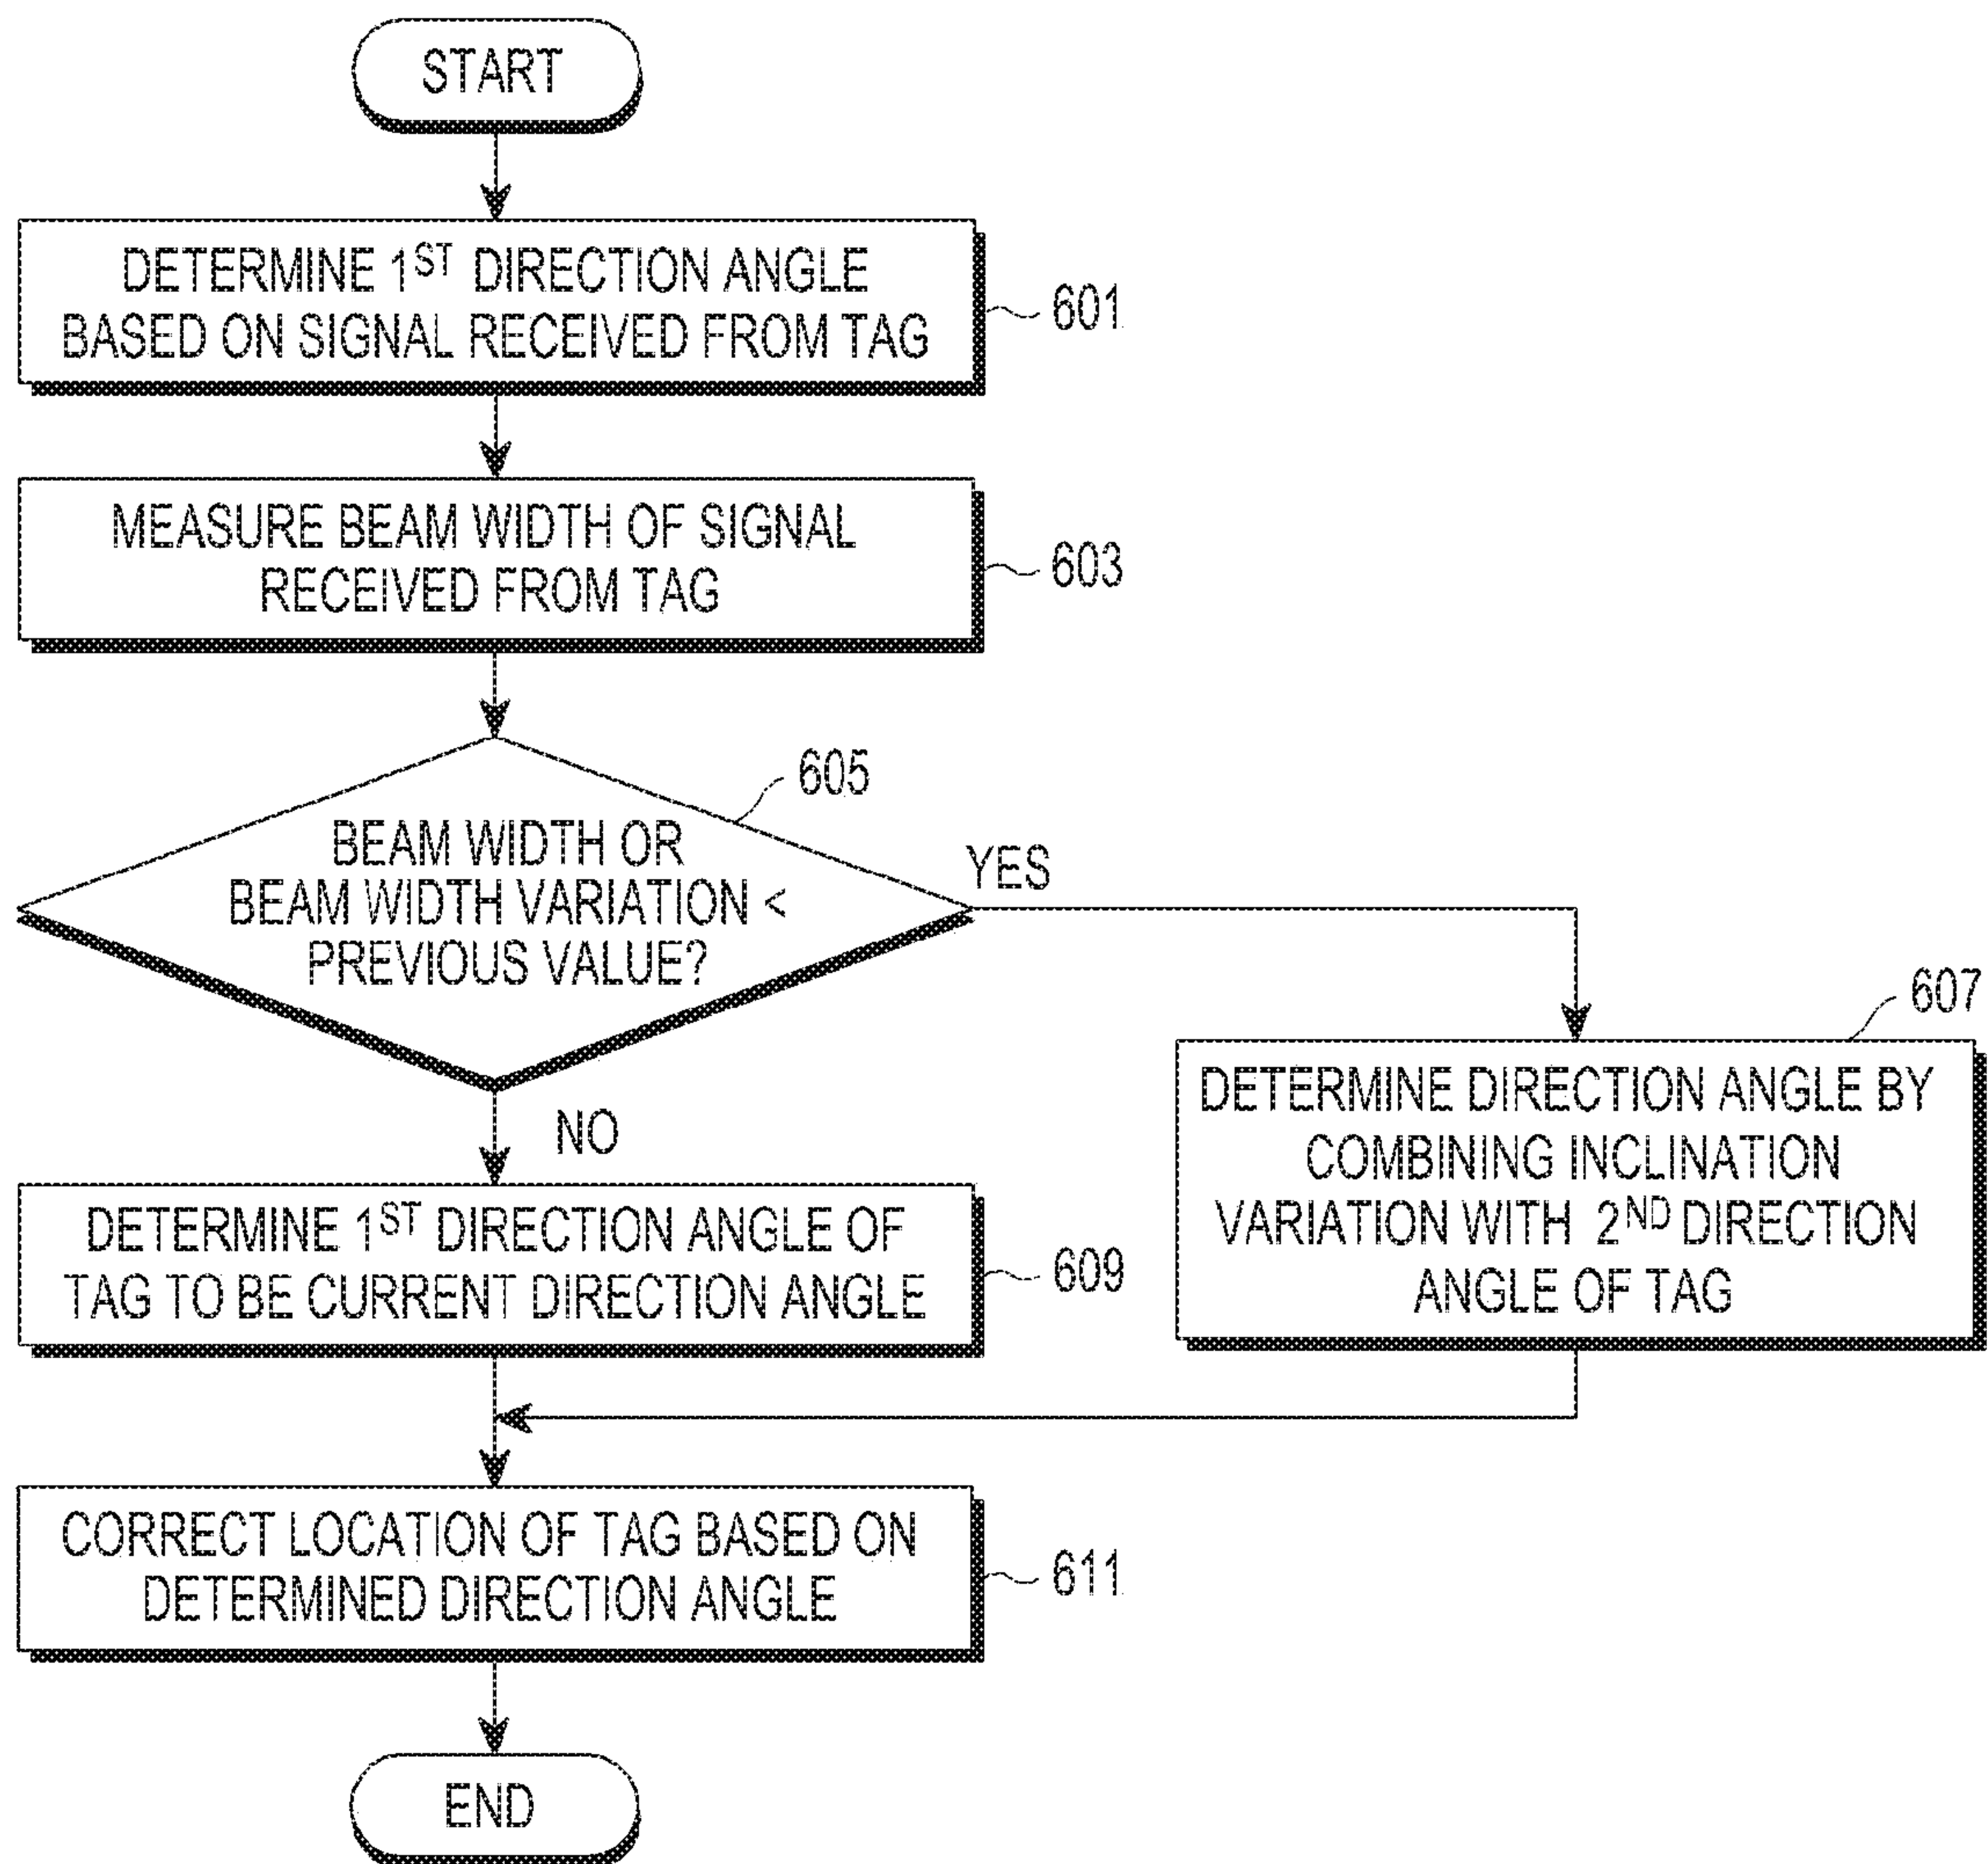 START
DETERMINE 1ST DIRECTION ANGLE
BASED ON SIGNAL RECEIVED FROM TAG
601
MEASURE BEAM WIDTH OF SIGNAL
RECEIVED FROM TAG
603
605
BEAM WIDTH OR
BEAM WIDTH VARIATION <
PREVIOUS VALUE?
YES
NO
607
DETERMINE DIRECTION ANGLE BY
COMBINING INCLINATION
VARIATION WITH 2ND DIRECTION
ANGLE OF TAG
DETERMINE 1ST DIRECTION ANGLE OF
TAG TO BE CURRENT DIRECTION ANGLE
609
CORRECT LOCATION OF TAG BASED ON
DETERMINED DIRECTION ANGLE
611
END